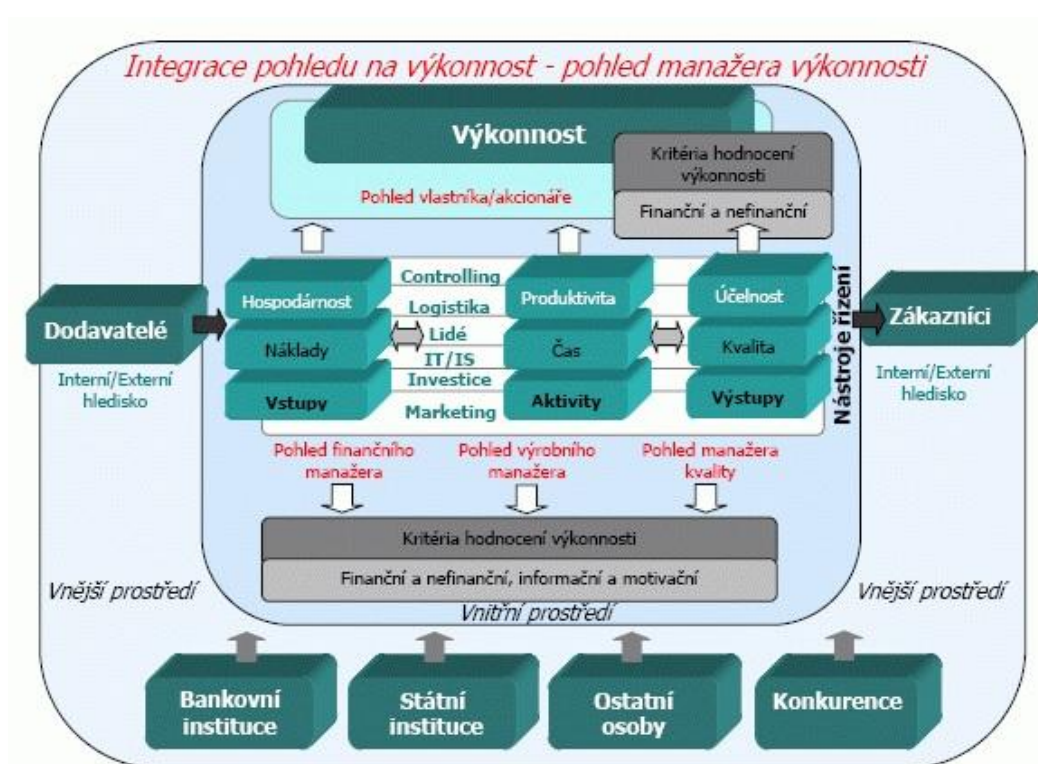 Integrace pohledu na výkonnost - pohled manažera výkonnosti
Výkonnost
Kritéria hodnocení
výkonnosti
Pohled vlastníka/akcionáře
Finanční a nefinanční
Hospodárnost
Controlling
Produktivita
Účelnost
Logistika
Dodavatelé
Náklady
Lidé
Čas
Kvalita
Nástroje řízení
Zákazníci
IT/IS
Interní/Externí
hledisko
Vstupy
Investice
Aktivity
Výstupy
Interní/Externí
hledisko
Marketing
Pohled finančního
manažera
Pohled výrobního
manažera
Pohled manažera
kvality
Kritéria hodnocení výkonnosti
Finanční a nefinanční, informační a motivační
Vnější prostředí
Vnitřní prostředí
Vnější prostředí
Bankovní
instituce
Státní
instituce
Ostatní
osoby
Konkurence